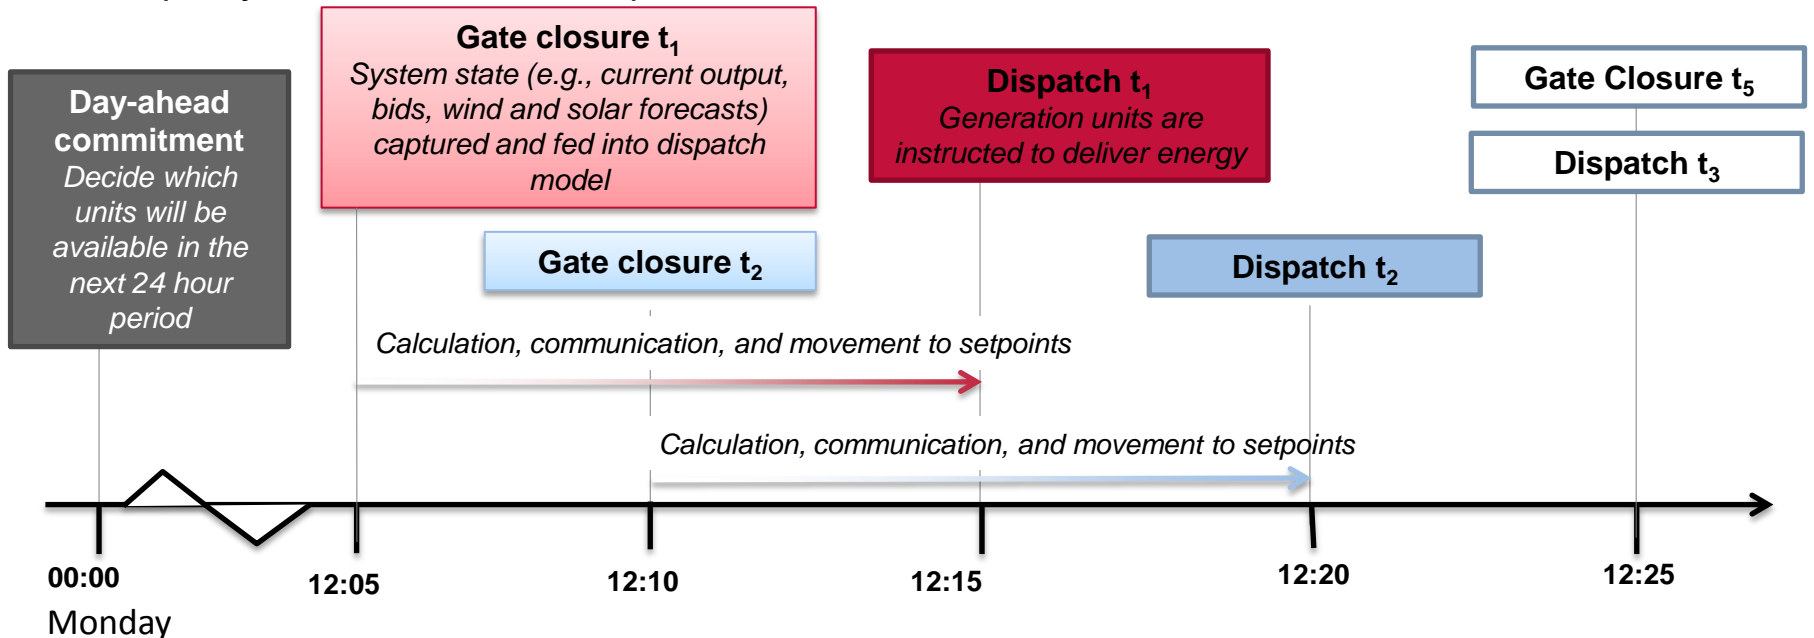 Day-ahead
commitment
Decide which
units will be
available in the
next 24 hour
period
Gate closure t1
System state (e.g., current output,
bids, wind and solar forecasts)
captured and fed into dispatch
model
Gate closure t2
Dispatch t1
Generation units are
instructed to deliver energy
Dispatch t2
Gate Closure t5
Dispatch t3
Calculation, communication, and movement to setpoints
Calculation, communication, and movement to setpoints
00:00
Monday
12:05
12:10
12:15
12:20
12:25